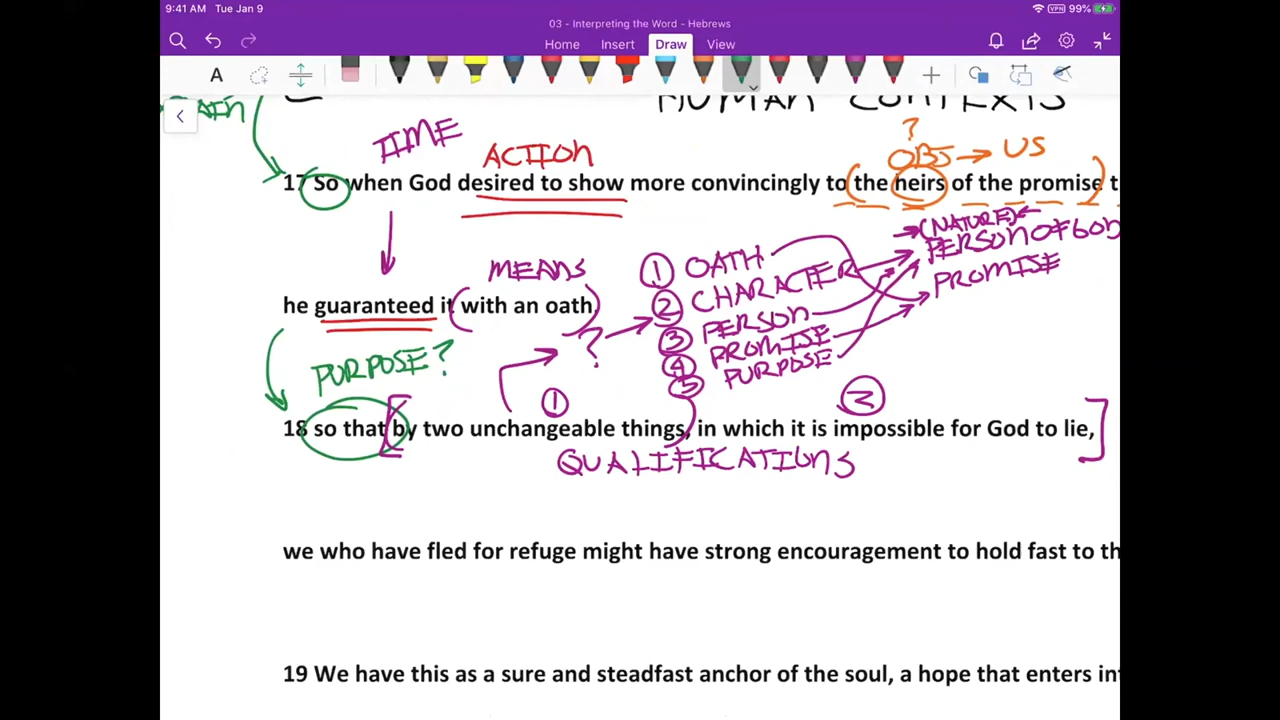 9:41 AM Tue Jan 9
VPN 99%
03 - Interpreting the Word - Hebrews
Home Insert Draw View
A
HUMAN CONTEXTS
TIME
ACTION
?
OBJ → US
17 So when God desired to show more convincingly to (the heirs of the promise) t
(NATURE)
PERSON OF GOD
PROMISE
MEANS
1 OATH
2 CHARACTER
3 PERSON
4 PROMISE
5 PURPOSE
he guaranteed it (with an oath,)
?
PURPOSE?
1
2
18 so that [by two unchangeable things, in which it is impossible for God to lie,]
QUALIFICATIONS
we who have fled for refuge might have strong encouragement to hold fast to th
19 We have this as a sure and steadfast anchor of the soul, a hope that enters in